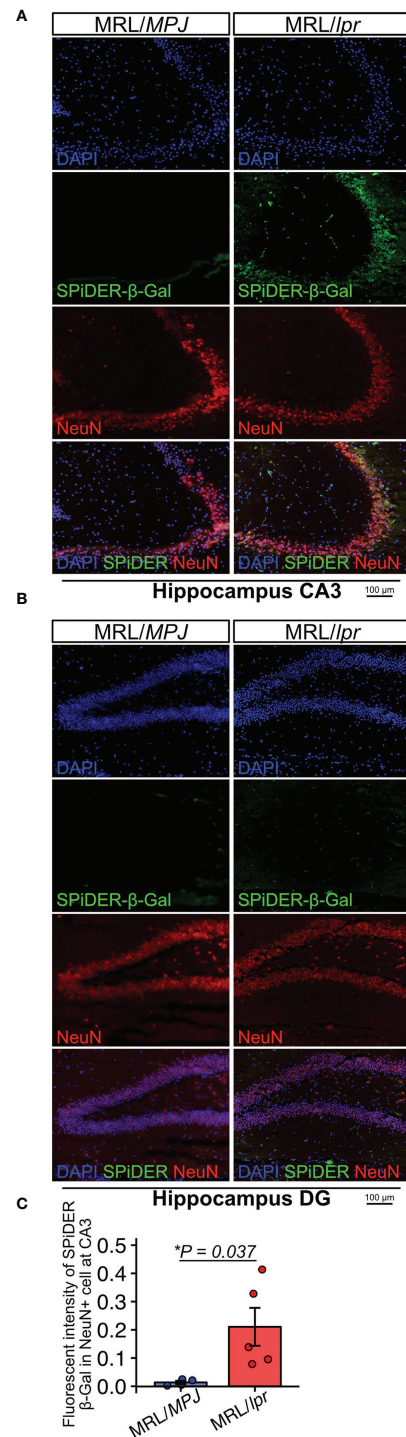 A
MRL/MPJ MRL/lpr
DAPI DAPI
SPiDER-β-Gal SPiDER-β-Gal
NeuN NeuN
DAPI SPiDER NeuN DAPI SPiDER NeuN
Hippocampus CA3 100 μm
B
MRL/MPJ MRL/lpr
DAPI DAPI
SPiDER-β-Gal SPiDER-β-Gal
NeuN NeuN
DAPI SPiDER NeuN DAPI SPiDER NeuN
Hippocampus DG 100 μm
C
Fluorescent intensity of SPiDER
β-Gal in NeuN+ cell at CA3
0.5
0.4
0.3
0.2
0.1
0.0
*P = 0.037
MRL/MPJ
MRL/lpr